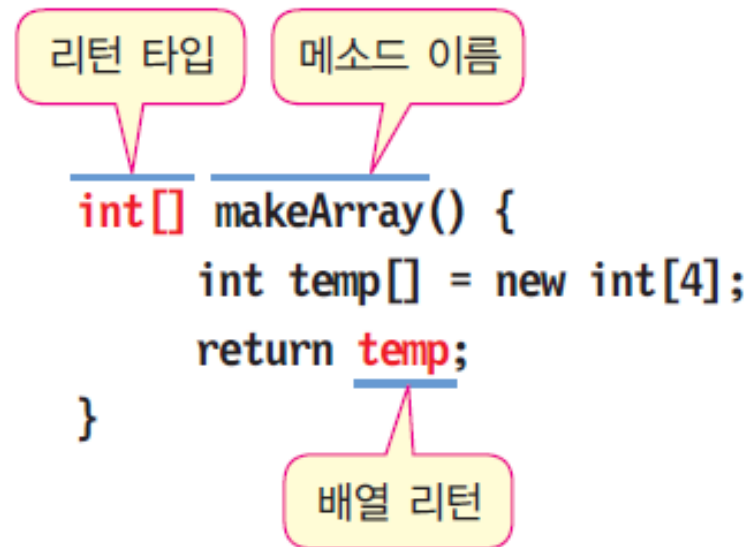 리턴 타입 메소드 이름
int[] makeArray() {
int temp[] = new int[4];
return temp;
}
배열 리턴